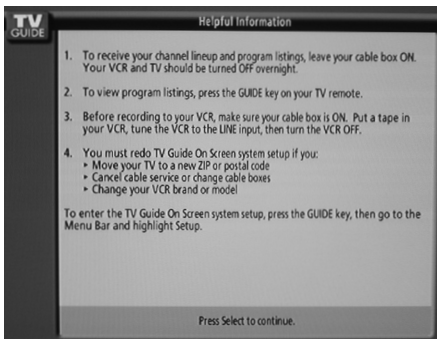 TV
GUIDE
Helpful Information
1. To receive your channel lineup and program listings, leave your cable box ON.
Your VCR and TV should be turned OFF overnight.
2. To view program listings, press the GUIDE key on your TV remote.
3. Before recording to your VCR, make sure your cable box is ON. Put a tape in
your VCR, tune the VCR to the LINE input, then turn the VCR OFF.
4. You must redo TV Guide On Screen system setup if you:
▸ Move your TV to a new ZIP or postal code
▸ Cancel cable service or change cable boxes
▸ Change your VCR brand or model
To enter the TV Guide On Screen system setup, press the GUIDE key, then go to the
Menu Bar and highlight Setup.
Press Select to continue.